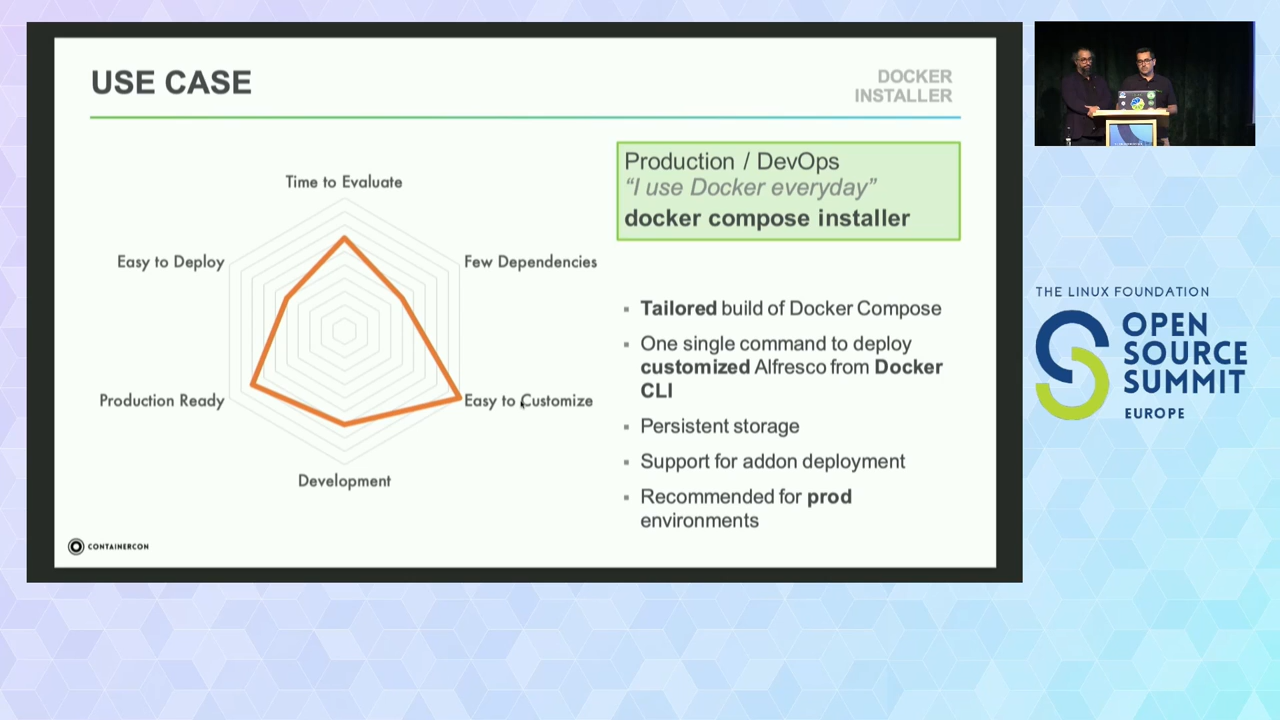 USE CASE
DOCKER
INSTALLER
Production / DevOps
“I use Docker everyday”
docker compose installer
Time to Evaluate
Easy to Deploy
Few Dependencies
Production Ready
Easy to Customize
Development
Tailored build of Docker Compose
One single command to deploy
customized Alfresco from Docker
CLI
Persistent storage
Support for addon deployment
Recommended for prod
environments
CONTAINERCON
THE LINUX FOUNDATION
OPEN
SOURCE
SUMMIT
EUROPE